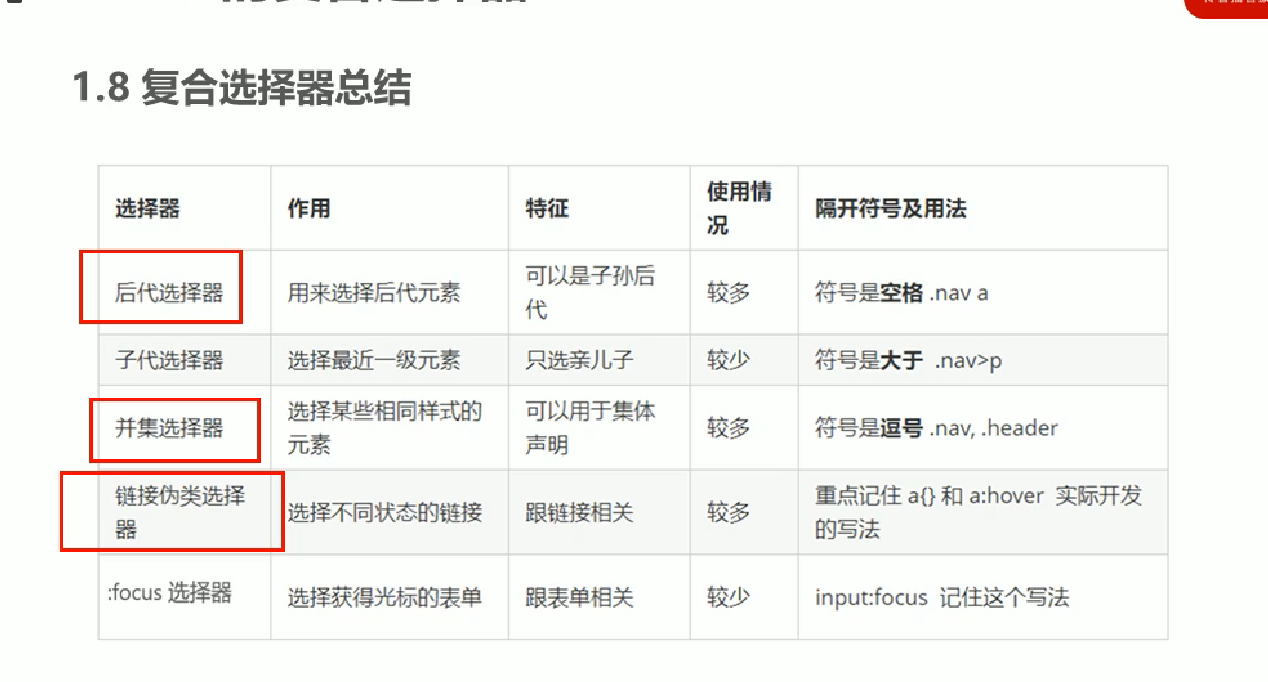 1.8 复合选择器总结
选择器 作用 特征 使用情
况 隔开符号及用法
后代选择器 用来选择后代元素 可以是子孙后
代 较多 符号是空格 .nav a
子代选择器 选择最近一级元素 只选亲儿子 较少 符号是大于 .nav>p
并集选择器 选择某些相同样式的
元素 可以用于集体
声明 较多 符号是逗号 .nav, .header
链接伪类选择
器 选择不同状态的链接 跟链接相关 较多 重点记住 a{} 和 a:hover 实际开发
的写法
:focus 选择器 选择获得光标的表单 跟表单相关 较少 input:focus 记住这个写法